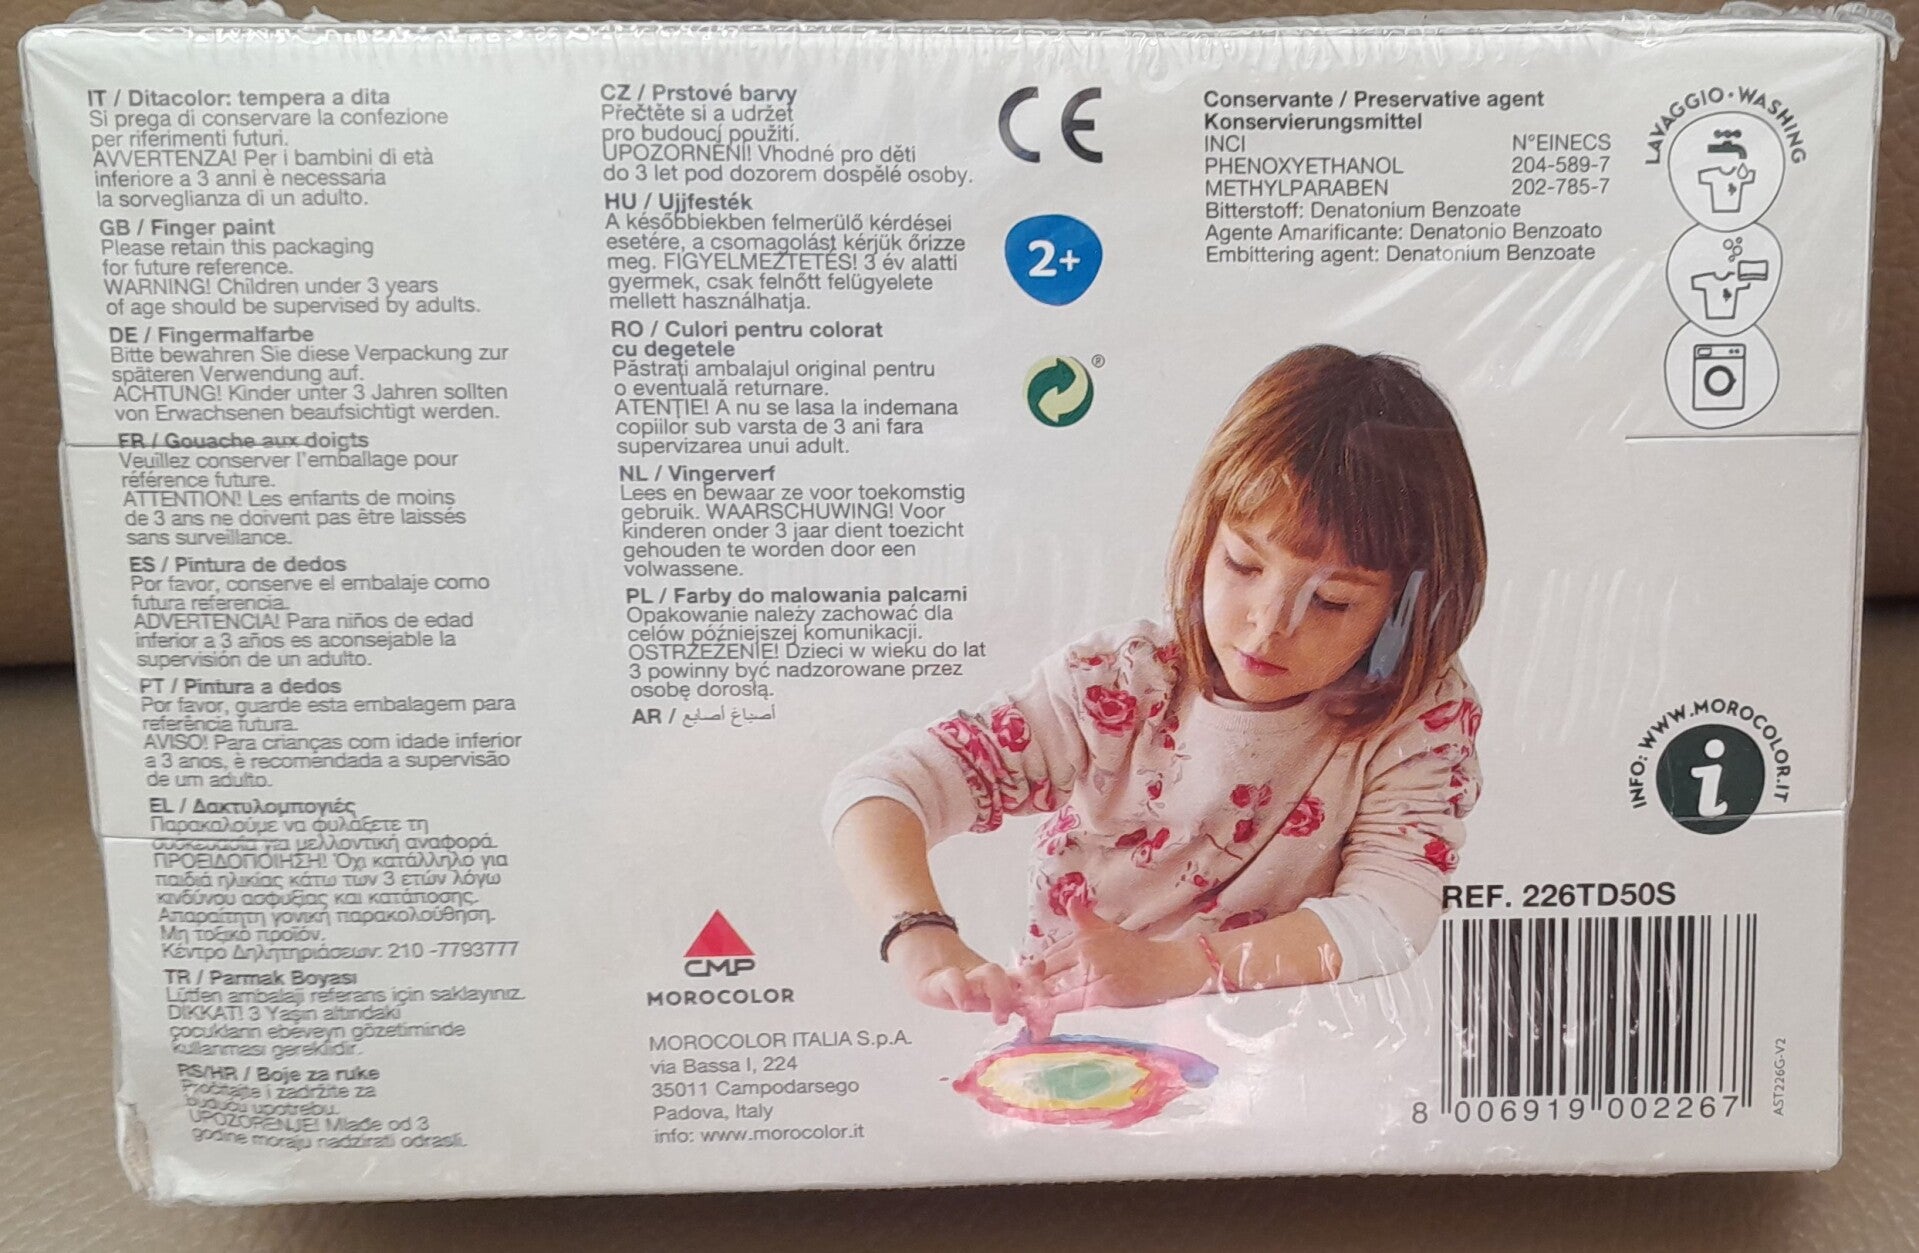 IT / Ditacolor: tempera a dita
Si prega di conservare la confezione
per riferimenti futuri.
AVVERTENZA! Per i bambini di età
inferiore a 3 anni è necessaria
la sorveglianza di un adulto.
GB / Finger paint
Please retain this packaging
for future reference.
WARNING! Children under 3 years
of age should be supervised by adults.
DE / Fingermalfarbe
Bitte bewahren Sie diese Verpackung zur
späteren Verwendung auf.
ACHTUNG! Kinder unter 3 Jahren sollten
von Erwachsenen beaufsichtigt werden.
FR / Gouache aux doigts
Veuillez conserver l'emballage pour
référence future.
ATTENTION! Les enfants de moins
de 3 ans ne doivent pas être laissés
sans surveillance.
ES / Pintura de dedos
Por favor, conserve el embalaje como
futura referencia.
ADVERTENCIA! Para niños de edad
inferior a 3 años es aconsejable la
supervisión de un adulto.
PT / Pintura a dedos
Por favor, guarde esta embalagem para
referência futura.
AVISO! Para crianças com idade inferior
a 3 anos, è recomendada a supervisão
de um adulto.
EL / Δακτυλομπογιές
Παρακαλούμε να φυλάξετε τη
συσκευασία για μελλοντική αναφορά.
ΠΡΟΕΙΔΟΠΟΙΗΣΗ! Όχι κατάλληλο για
παιδιά ηλικίας κάτω των 3 ετών λόγω
κινδύνου ασφυξίας και κατάποσης.
Απαραίτητη γονική παρακολούθηση.
Μη τοξικό προϊόν.
Κέντρο Δηλητηριάσεων: 210 -7793777
TR / Parmak Boyası
Lütfen ambalajı referans için saklayınız.
DİKKAT! 3 Yaşın altındaki
çocukların ebeveyn gözetiminde
kullanması gereklidir.
RS/HR / Boje za ruke
Pročitajte i zadržite za
buduću upotrebu.
UPOZORENJE! Mlađe od 3
godine moraju nadzirati odrasli.
CZ / Prstové barvy
Přečtěte si a udržet
pro budoucí použití.
UPOZORNĚNÍ! Vhodné pro děti
do 3 let pod dozorem dospělé osoby.
HU / Ujjfesték
A későbbiekben felmerülő kérdései
esetére, a csomagolást kérjük őrizze
meg. FIGYELMEZTETÉS! 3 év alatti
gyermek, csak felnőtt felügyelete
mellett használhatja.
RO / Culori pentru colorat
cu degetele
Păstrați ambalajul original pentru
o eventuală returnare.
ATENȚIE! A nu se lasa la indemana
copiilor sub varsta de 3 ani fara
supervizarea unui adult.
NL / Vingerverf
Lees en bewaar ze voor toekomstig
gebruik. WAARSCHUWING! Voor
kinderen onder 3 jaar dient toezicht
gehouden te worden door een
volwassene.
PL / Farby do malowania palcami
Opakowanie należy zachować dla
celów późniejszej komunikacji.
OSTRZEŻENIE! Dzieci w wieku do lat
3 powinny być nadzorowane przez
osobę dorosłą.
AR / أصباغ أصابع
CMP
MOROCOLOR
MOROCOLOR ITALIA S.p.A.
via Bassa I, 224
35011 Campodarsego
Padova, Italy
info: www.morocolor.it
CE
2+
®
Conservante / Preservative agent
Konservierungsmittel
INCI N°EINECS
PHENOXYETHANOL 204-589-7
METHYLPARABEN 202-785-7
Bitterstoff: Denatonium Benzoate
Agente Amarificante: Denatonio Benzoato
Embittering agent: Denatonium Benzoate
LAVAGGIO • WASHING
INFO: WWW.MOROCOLOR.IT
i
REF. 226TD50S
8 006919 002267
AST226G-V2